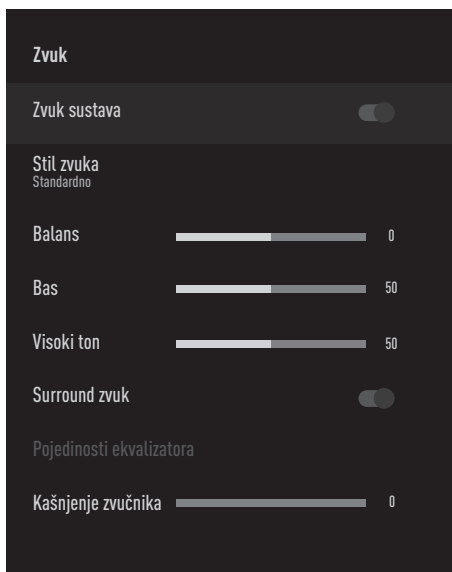 Zvuk
Zvuk sustava
Stil zvuka
Standardno
Balans 0
Bas 50
Visoki ton 50
Surround zvuk
Pojedinosti ekvalizatora
Kašnjenje zvučnika 0